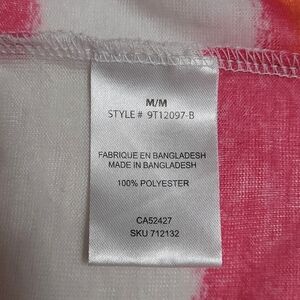 M/M
STYLE# 9T12097-B
FABRIQUE EN BANGLADESH
MADE IN BANGLADESH
100% POLYESTER
CA52427
SKU 712132